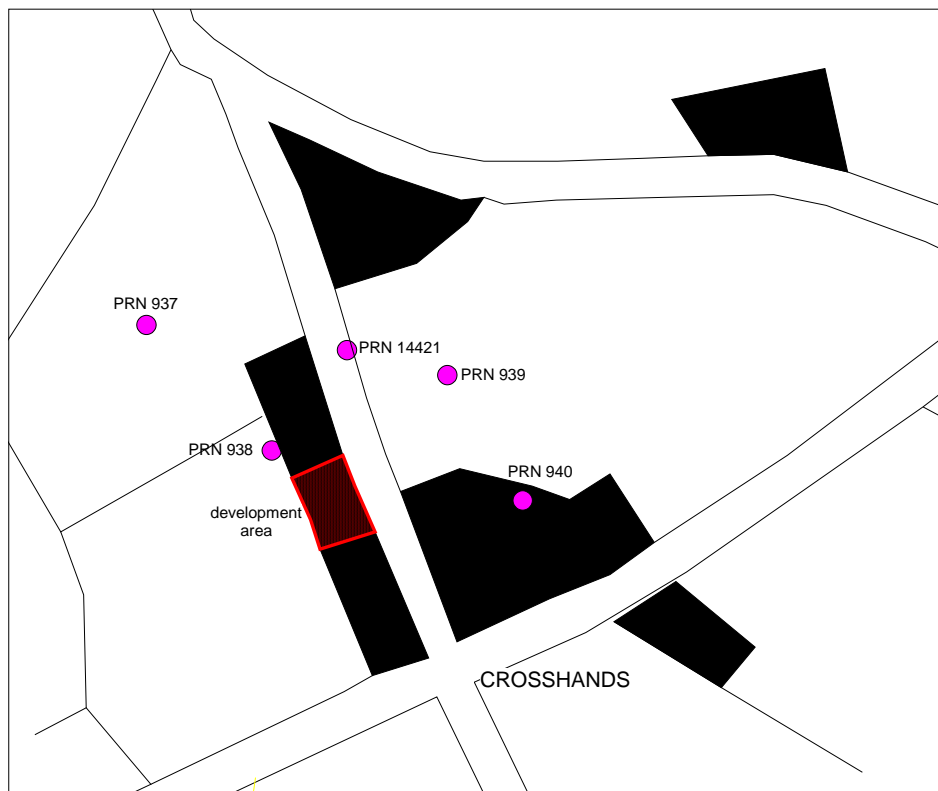 PRN 937
PRN 14421
PRN 939
PRN 938
PRN 940
development
area
CROSSHANDS